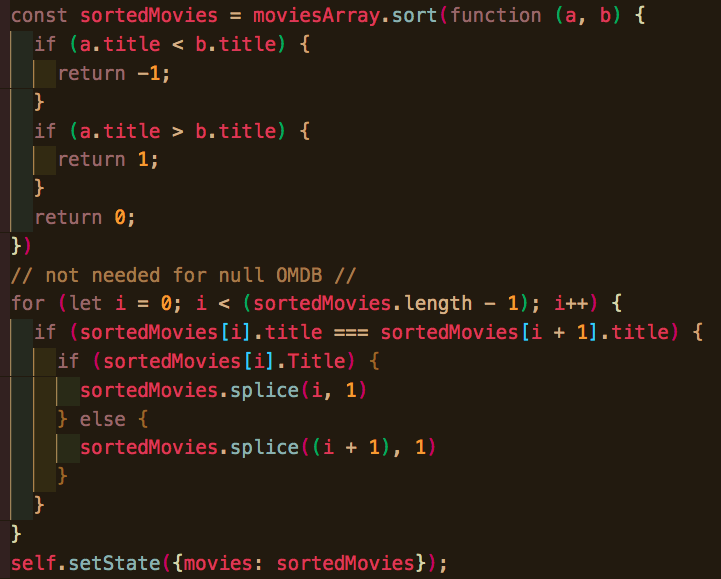 const sortedMovies = moviesArray.sort(function (a, b) {
  if (a.title < b.title) {
    return -1;
  }
  if (a.title > b.title) {
    return 1;
  }
  return 0;
})
// not needed for null OMDB //
for (let i = 0; i < (sortedMovies.length - 1); i++) {
  if (sortedMovies[i].title === sortedMovies[i + 1].title) {
    if (sortedMovies[i].Title) {
      sortedMovies.splice(i, 1)
    } else {
      sortedMovies.splice((i + 1), 1)
    }
  }
}
self.setState({movies: sortedMovies});